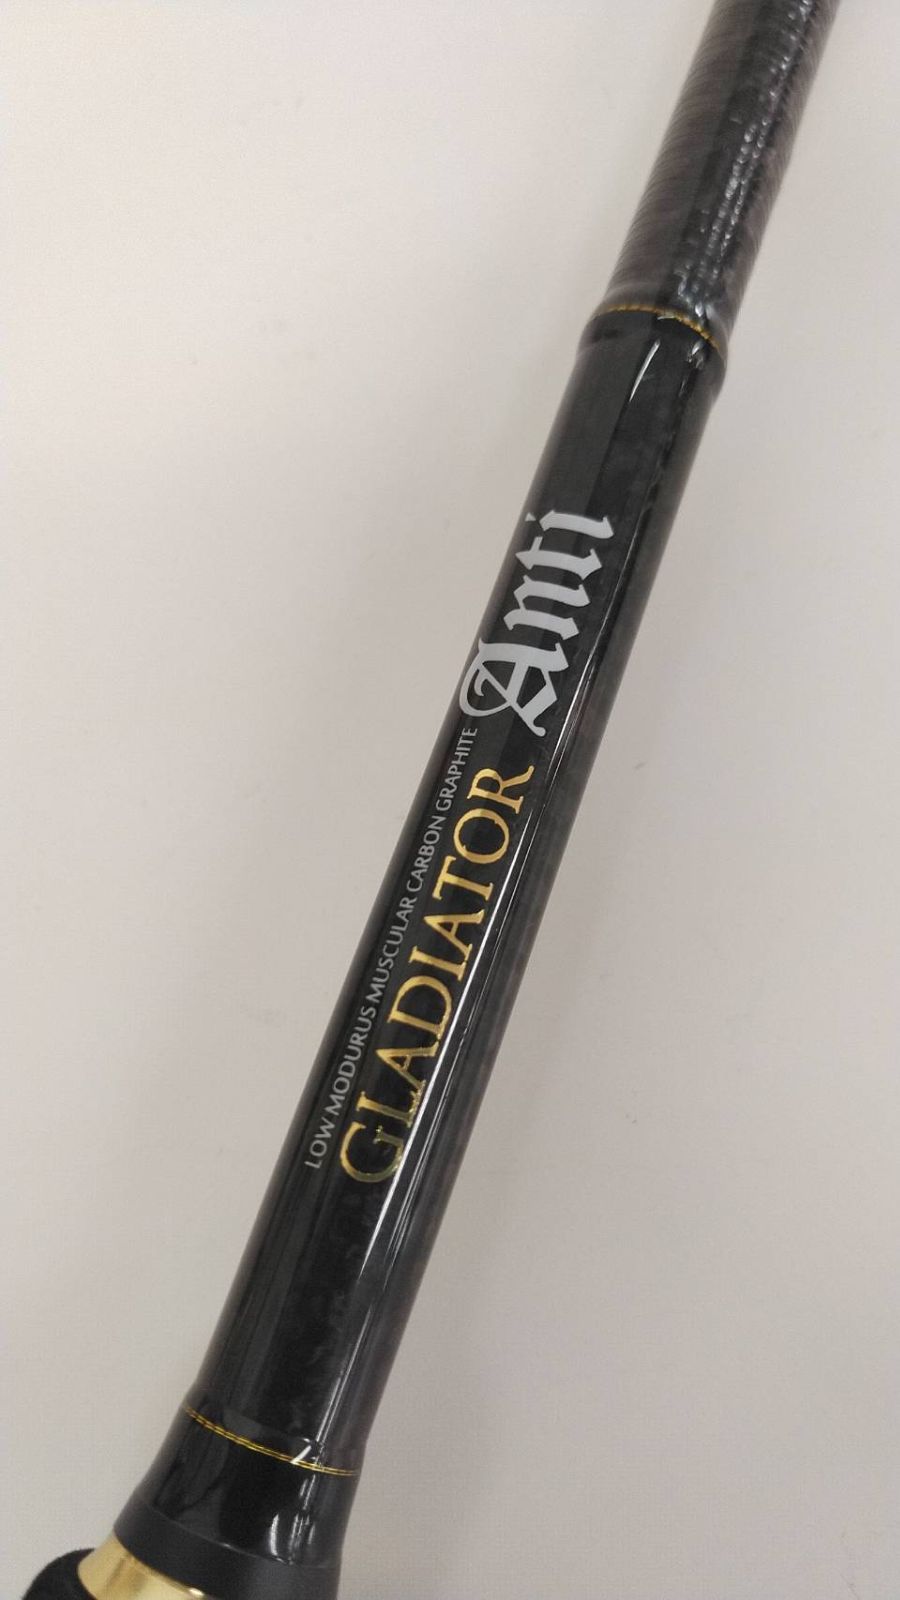 LOW MODURUS MUSCULAR CARBON GRAPHITE
GLADIATOR Anti